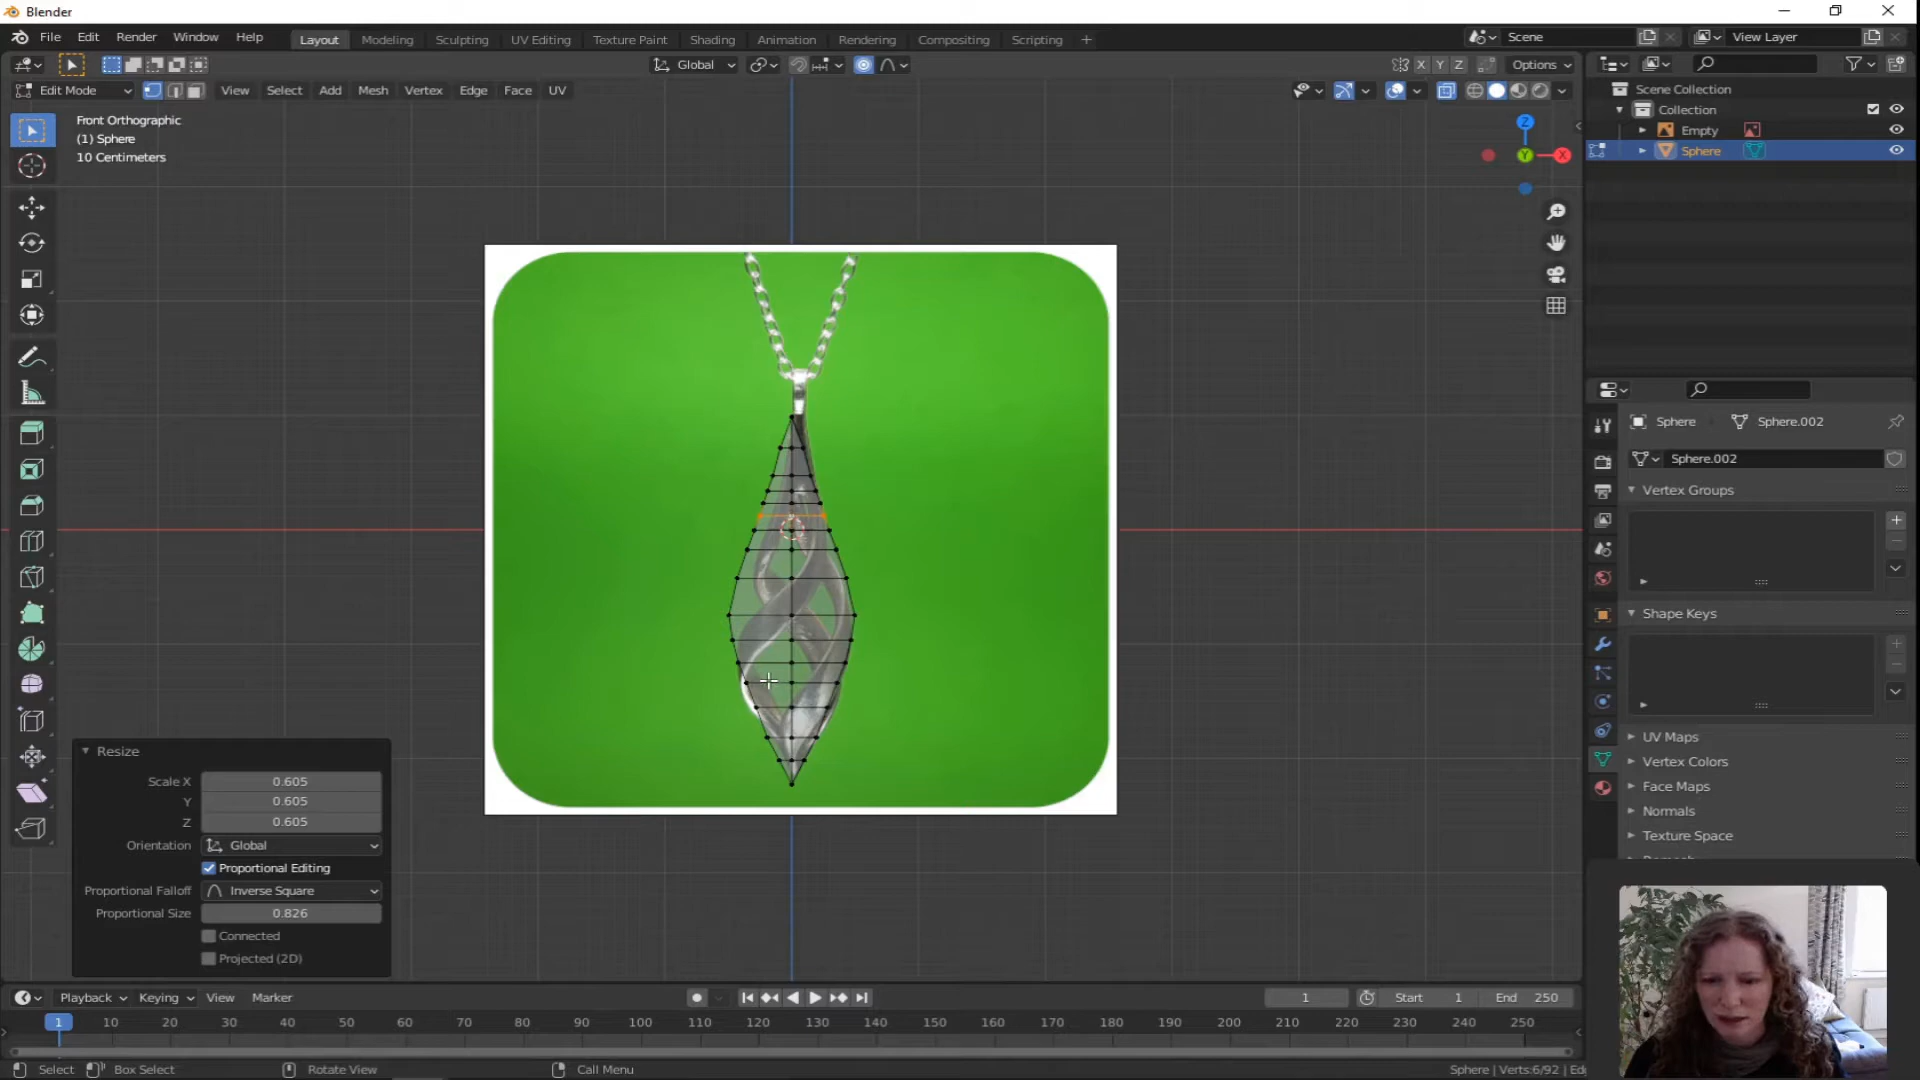 Blender
File Edit Render Window Help
Layout Modeling Sculpting UV Editing Texture Paint Shading Animation Rendering Compositing Scripting +
Scene
View Layer
Global
X Y Z
Options
Edit Mode
View Select Add Mesh Vertex Edge Face UV
Front Orthographic
(1) Sphere
10 Centimeters
Z
Y
X
Scene Collection
Collection
Empty
Sphere
Sphere
Sphere.002
Sphere.002
Vertex Groups
Shape Keys
UV Maps
Vertex Colors
Face Maps
Normals
Texture Space
Resize
Scale X 0.605
Y 0.605
Z 0.605
Orientation Global
Proportional Editing
Proportional Falloff Inverse Square
Proportional Size 0.826
Connected
Projected (2D)
Playback Keying View Marker
1
Start 1
End 250
1 10 20 30 40 50 60 70 80 90 100 110 120 130 140 150 160 170 180 190 200 210 220 230 240 250
Select Box Select Rotate View Call Menu
Sphere | Verts:6/92 | Ed